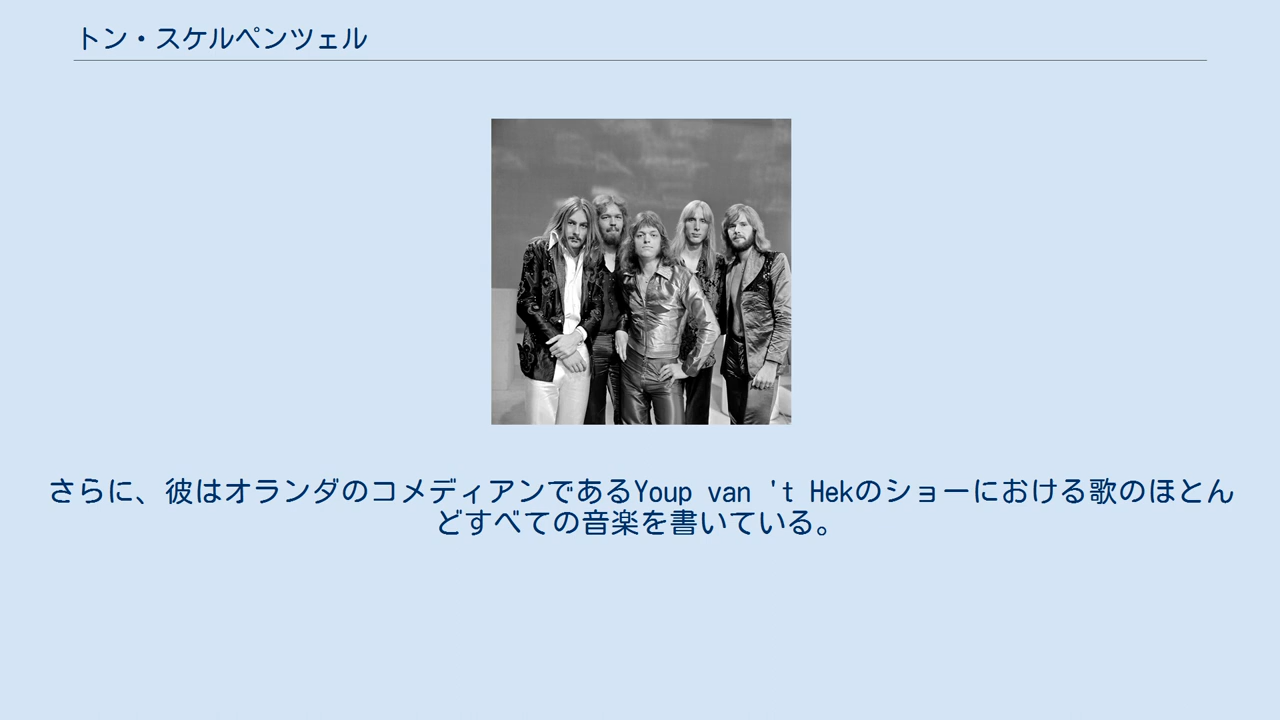 トン・スケルペンツェル
さらに、彼はオランダのコメディアンであるYoup van 't Hekのショーにおける歌のほとん
どすべての音楽を書いている。